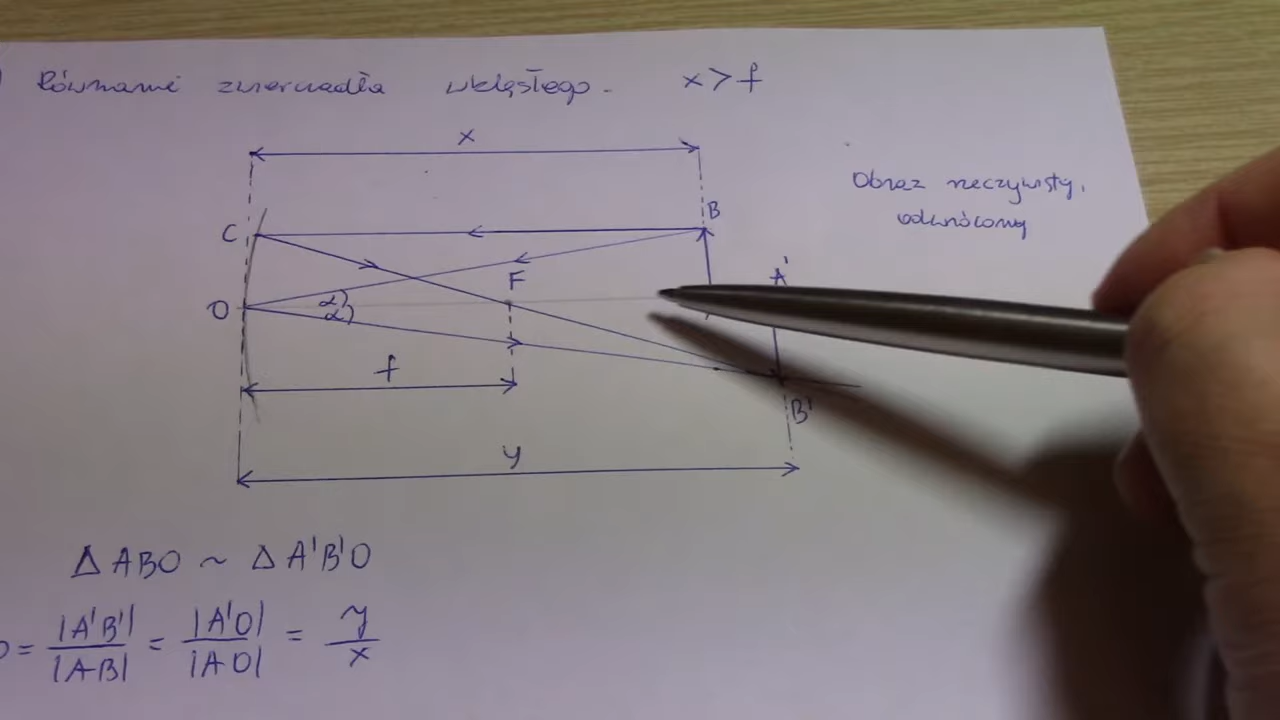 Równanie zwierciadła wklęsłego. x > f
x
Obraz rzeczywisty,
odwrócony
B
C
A'
F
O
α
α
f
B'
y
Δ ABO ~ Δ A'B'O
= |A'B'| / |AB| = |A'O| / |AO| = y / x